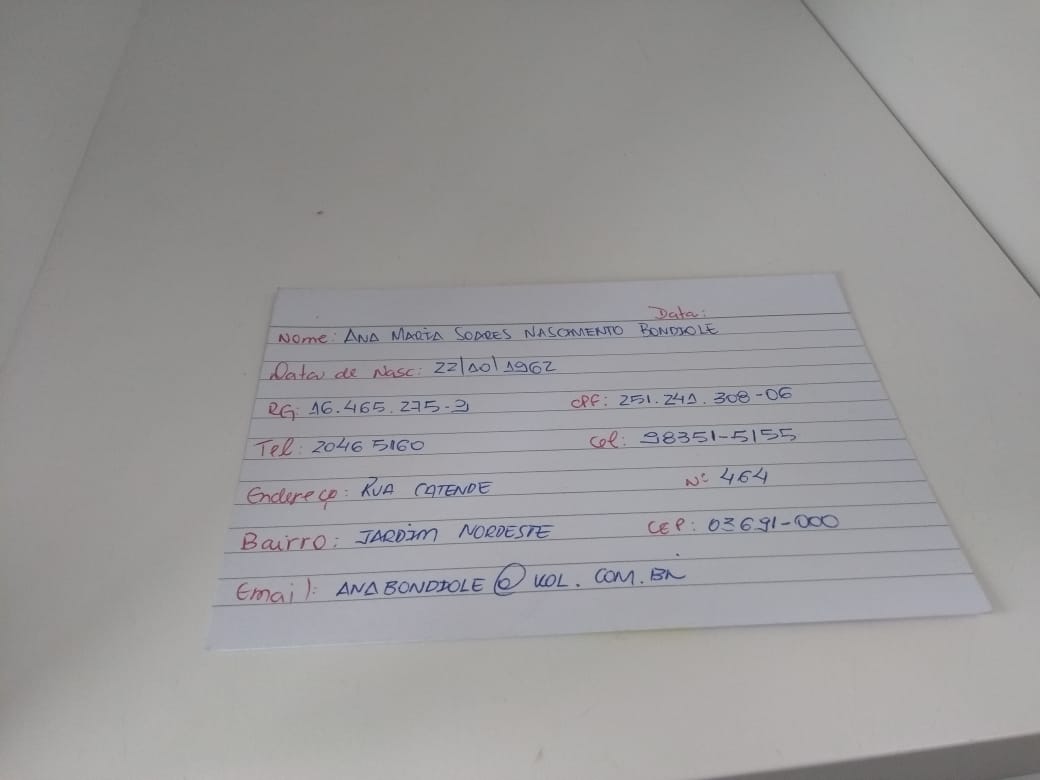 Data:
Nome: ANA MARIA SOARES NASCIMENTO BONDIOLE
Data de Nasc: 22/10/1962
RG: 16.465.275-3 CPF: 251.241.308-06
Tel: 2046 5160 Cel: 98351-5155
Endereço: RUA CATENDE Nº 464
Bairro: JARDIM NORDESTE CEP: 03691-000
Email: ANABONDIOLE@UOL.COM.BR